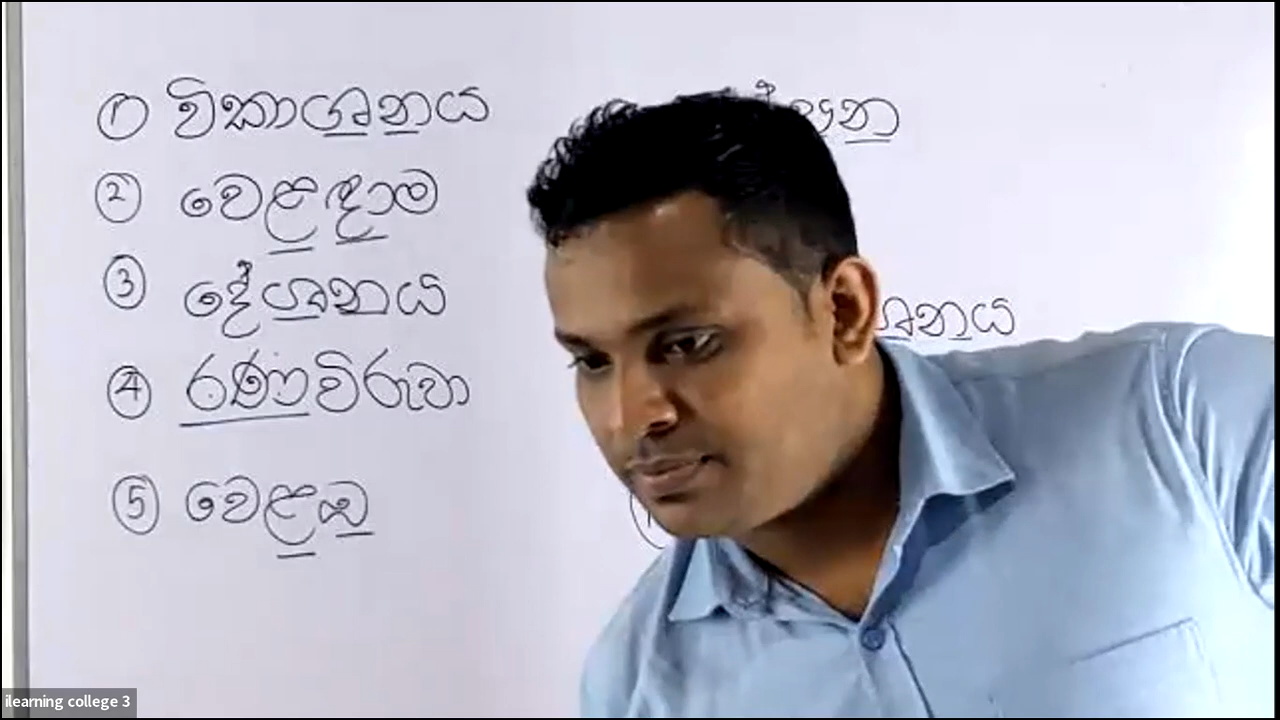 ① විකාශනය
② වෙළඳාම
③ දේශනය
④ රණවිරුවා
⑤ වෙළඹ
ilearning college 3